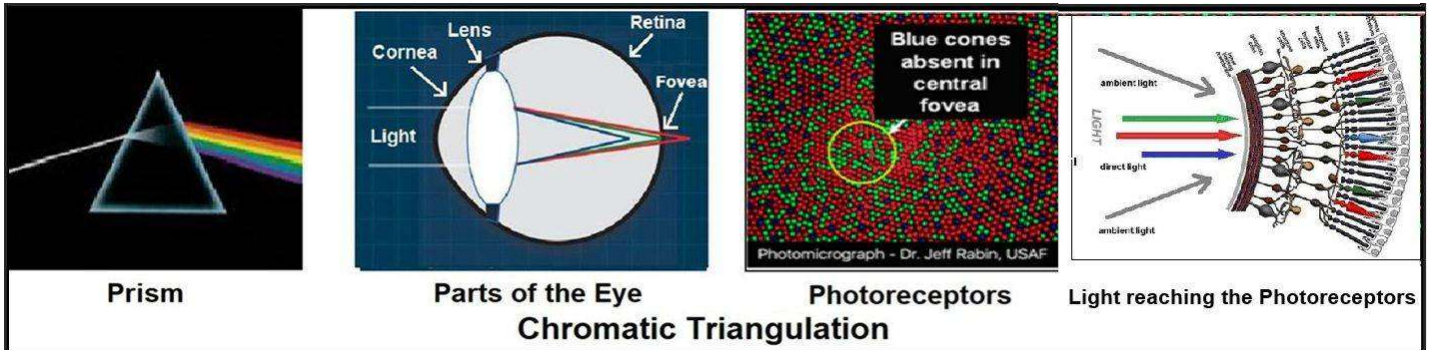 Prism
Lens
Cornea
Retina
Fovea
Light
Parts of the Eye
Blue cones
absent in
central
fovea
Photomicrograph - Dr. Jeff Rabin, USAF
Photoreceptors
ambient light
LIGHT
direct light
ambient light
Light reaching the Photoreceptors
Chromatic Triangulation